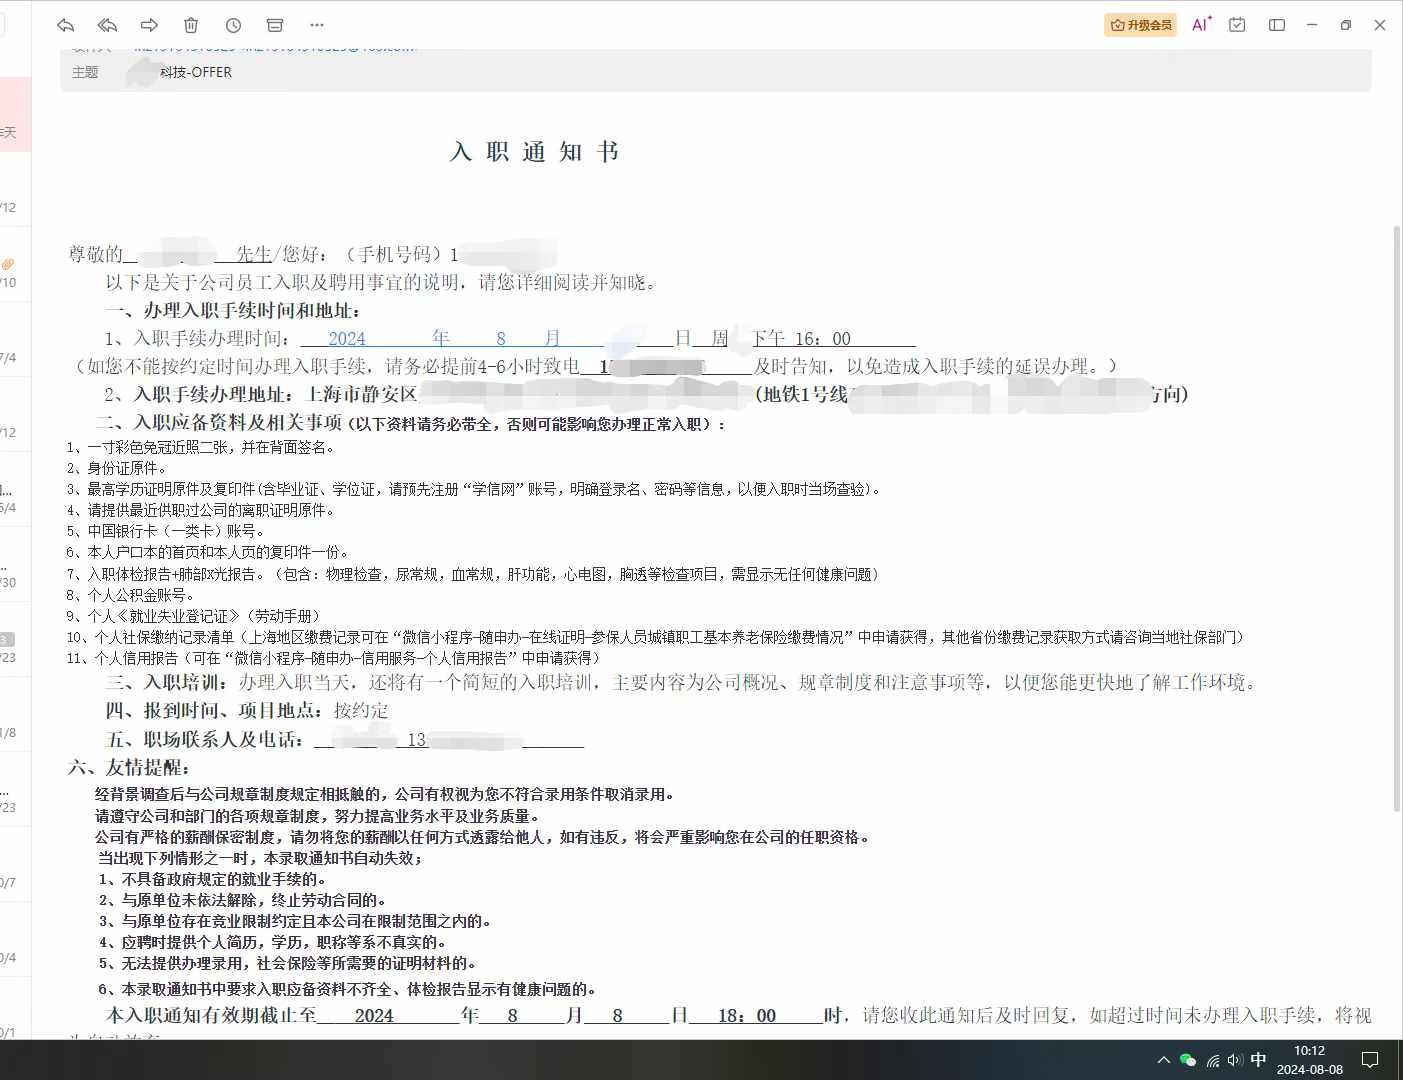 升级会员
AI
主题 科技-OFFER
昨天
/12
/10
7/4
/12
...
5/4
...
/30
3
/23
1/8
...
/23
0/7
0/4
0/1
入 职 通 知 书
尊敬的 先生/您好：（手机号码）1
以下是关于公司员工入职及聘用事宜的说明，请您详细阅读并知晓。
一、办理入职手续时间和地址：
1、入职手续办理时间： 2024 年 8 月 日 周 下午 16：00
（如您不能按约定时间办理入职手续，请务必提前4-6小时致电 1 及时告知，以免造成入职手续的延误办理。）
2、入职手续办理地址：上海市静安区 (地铁1号线 方向)
二、入职应备资料及相关事项（以下资料请务必带全，否则可能影响您办理正常入职）:
1、一寸彩色免冠近照二张，并在背面签名。
2、身份证原件。
3、最高学历证明原件及复印件(含毕业证、学位证，请预先注册“学信网”账号，明确登录名、密码等信息，以便入职时当场查验)。
4、请提供最近供职过公司的离职证明原件。
5、中国银行卡（一类卡）账号。
6、本人户口本的首页和本人页的复印件一份。
7、入职体检报告+肺部X光报告。（包含：物理检查，尿常规，血常规，肝功能，心电图，胸透等检查项目，需显示无任何健康问题）
8、个人公积金账号。
9、个人《就业失业登记证》（劳动手册）
10、个人社保缴纳记录清单（上海地区缴费记录可在“微信小程序-随申办-在线证明-参保人员城镇职工基本养老保险缴费情况”中申请获得，其他省份缴费记录获取方式请咨询当地社保部门）
11、个人信用报告（可在“微信小程序-随申办-信用服务-个人信用报告”中申请获得）
三、入职培训：办理入职当天，还将有一个简短的入职培训，主要内容为公司概况、规章制度和注意事项等，以便您能更快地了解工作环境。
四、报到时间、项目地点：按约定
五、职场联系人及电话： 13
六、友情提醒：
经背景调查后与公司规章制度规定相抵触的，公司有权视为您不符合录用条件取消录用。
请遵守公司和部门的各项规章制度，努力提高业务水平及业务质量。
公司有严格的薪酬保密制度，请勿将您的薪酬以任何方式透露给他人，如有违反，将会严重影响您在公司的任职资格。
当出现下列情形之一时，本录取通知书自动失效；
1、不具备政府规定的就业手续的。
2、与原单位未依法解除，终止劳动合同的。
3、与原单位存在竞业限制约定且本公司在限制范围之内的。
4、应聘时提供个人简历，学历，职称等系不真实的。
5、无法提供办理录用，社会保险等所需要的证明材料的。
6、本录取通知书中要求入职应备资料不齐全、体检报告显示有健康问题的。
本入职通知有效期截止至 2024 年 8 月 8 日 18：00 时，请您收此通知后及时回复，如超过时间未办理入职手续，将视
中
10:12
2024-08-08